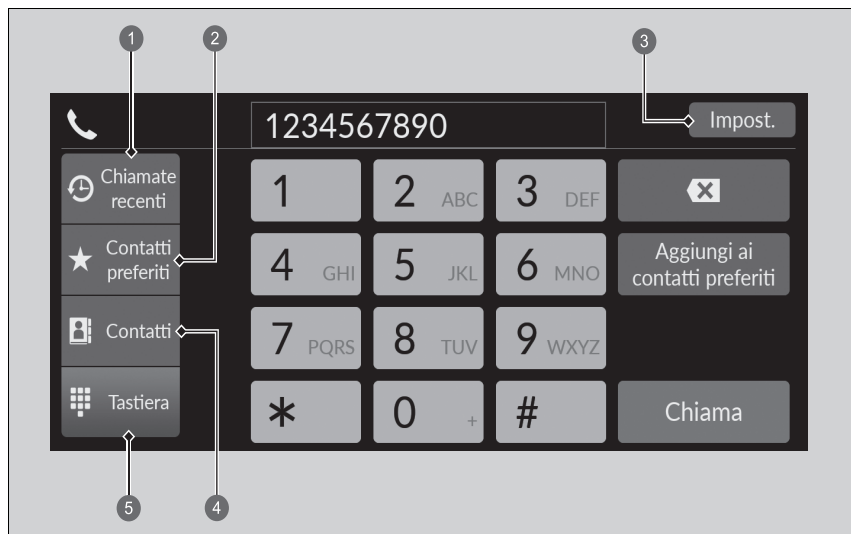 1
2
3
1234567890
Impost.
Chiamate
recenti
1
2 ABC
3 DEF
Contatti
preferiti
4 GHI
5 JKL
6 MNO
Aggiungi ai
contatti preferiti
Contatti
7 PQRS
8 TUV
9 WXYZ
Tastiera
*
0 +
#
Chiama
5
4